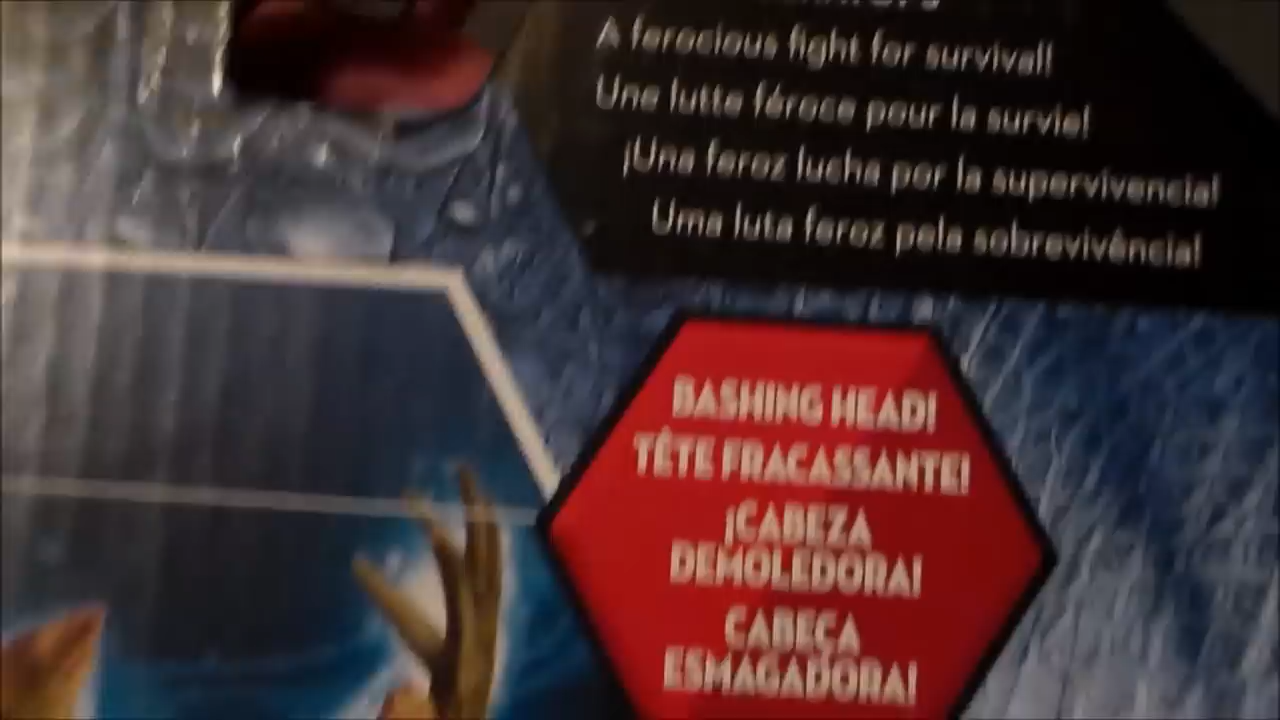 A ferocious fight for survival!
Une lutte féroce pour la survie!
¡Una feroz lucha por la supervivencia!
Uma luta feroz pela sobrevivência!
BASHING HEAD!
TÊTE FRACASSANTE!
¡CABEZA
DEMOLEDORA!
CABEÇA
ESMAGADORA!